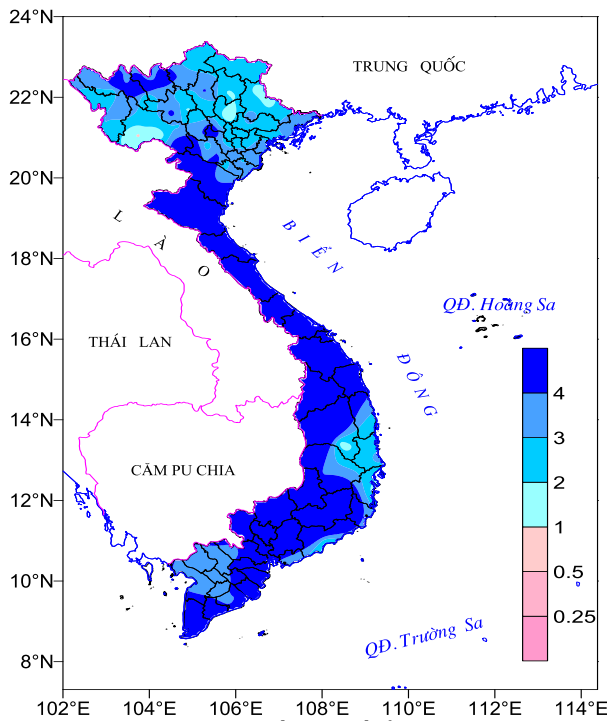 24°N
22°N
20°N
18°N
16°N
14°N
12°N
10°N
8°N
TRUNG QUỐC
LÀO
BIỂN
ĐÔNG
QĐ. Hoàng Sa
THÁI LAN
CĂM PU CHIA
QĐ. Trường Sa
4
3
2
1
0.5
0.25
102°E 104°E 106°E 108°E 110°E 112°E 114°E